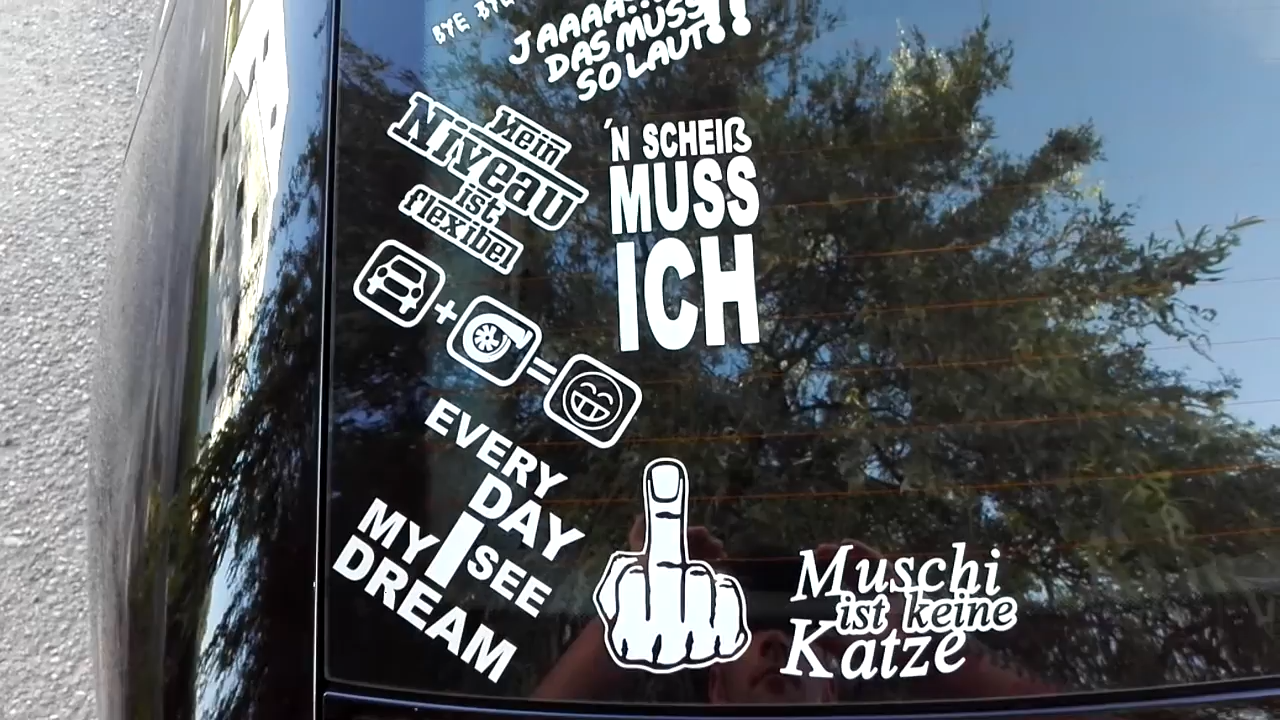 BYE
JAAAA...
DAS MUSS
SO LAUT!!
Kein
Niveau
ist
flexibel
'N SCHEIß
MUSS
ICH
+ =
EVERY
DAY
I SEE
MY
DREAM
Muschi
ist keine
Katze